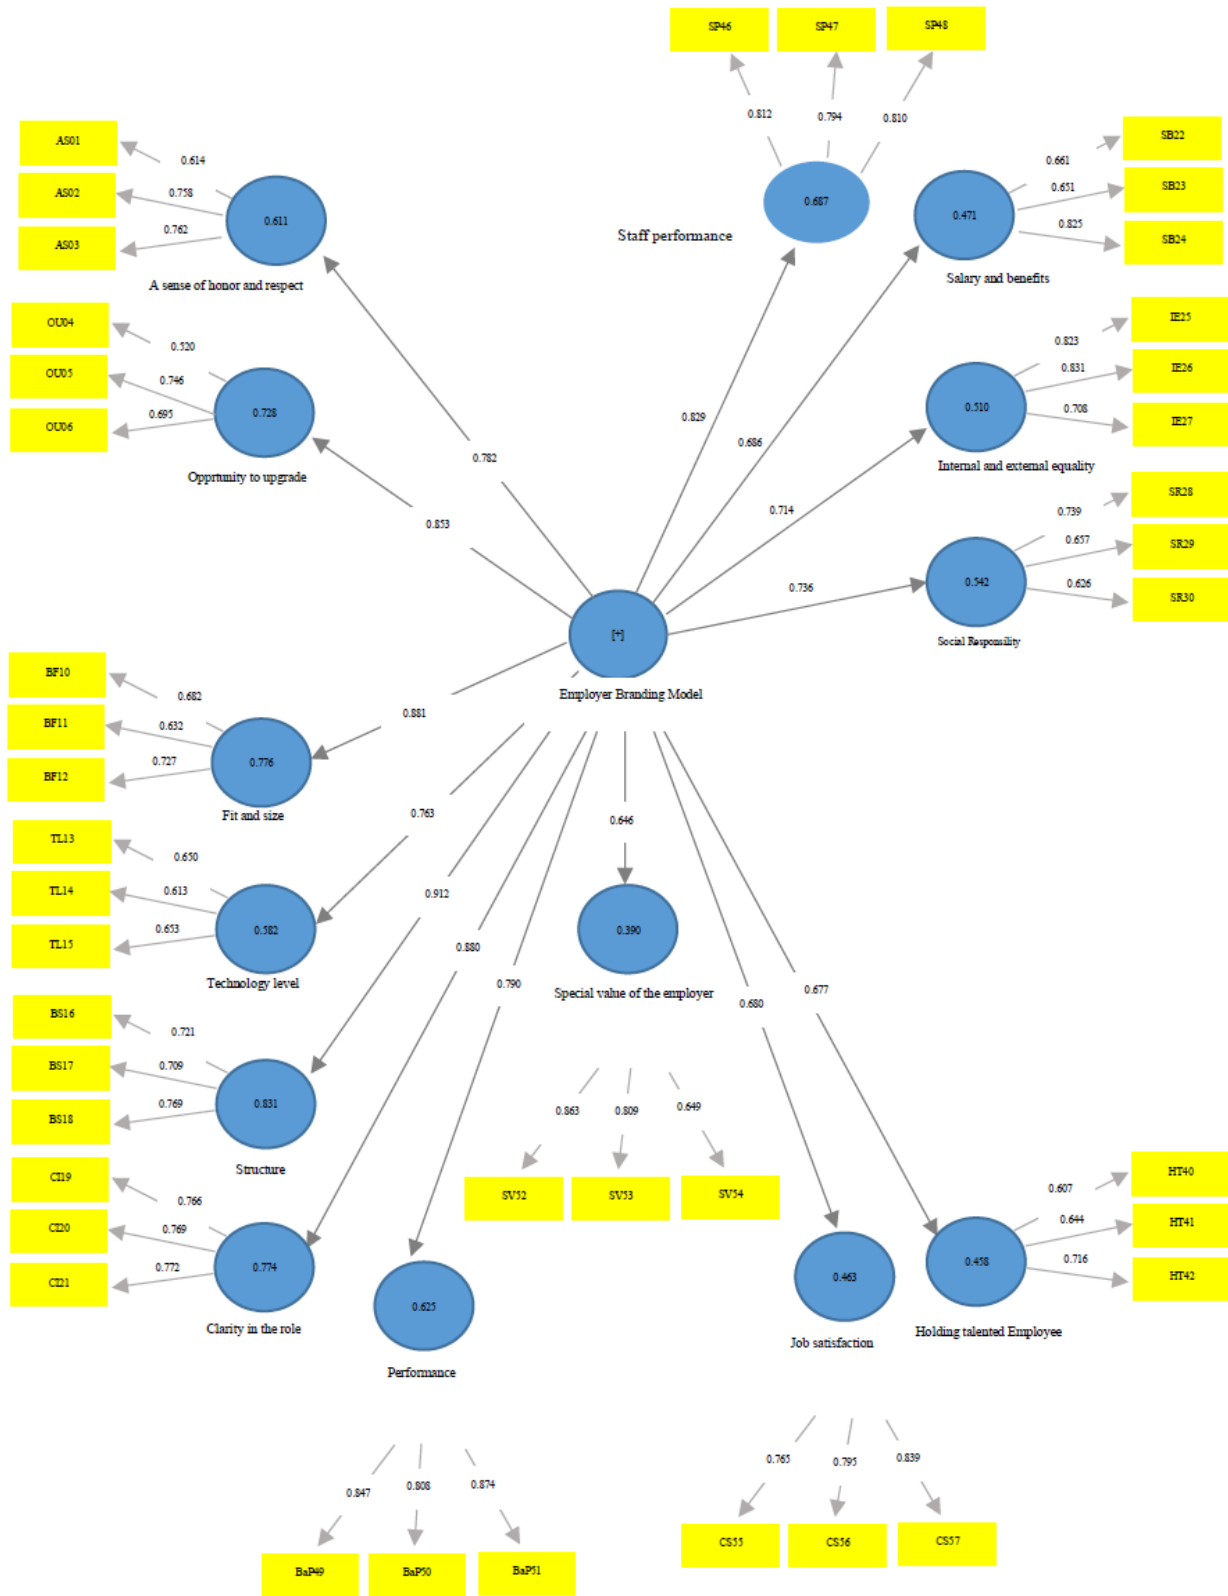 SP46
SP47
SP48
0.812
0.794
0.810
AS01
AS02
AS03
0.614
0.758
0.762
0.611
A sense of honor and respect
0.687
Staff performance
SB22
SB23
SB24
0.661
0.651
0.825
0.471
Salary and benefits
OU04
OU05
OU06
0.520
0.746
0.695
0.728
Opprtunity to upgrade
IE25
IE26
IE27
0.823
0.831
0.708
0.510
Internal and external equality
0.829
0.686
0.782
0.714
0.853
0.736
SR28
SR29
SR30
0.739
0.657
0.626
0.542
Social Responsility
[+]
Employer Branding Model
BF10
BF11
BF12
0.682
0.632
0.727
0.776
Fit and size
0.881
0.763
0.646
0.912
0.880
0.790
0.680
0.677
TL13
TL14
TL15
0.650
0.613
0.653
0.582
Technology level
0.390
Special value of the employer
0.863
0.809
0.649
SV52
SV53
SV54
BS16
BS17
BS18
0.721
0.709
0.769
0.831
Structure
CI19
CI20
CI21
0.766
0.769
0.772
0.774
Clarity in the role
0.625
Performance
0.847
0.808
0.874
BaP49
BaP50
BaP51
0.463
Job satisfaction
0.765
0.795
0.839
CS55
CS56
CS57
HT40
HT41
HT42
0.607
0.644
0.716
0.458
Holding talented Employee